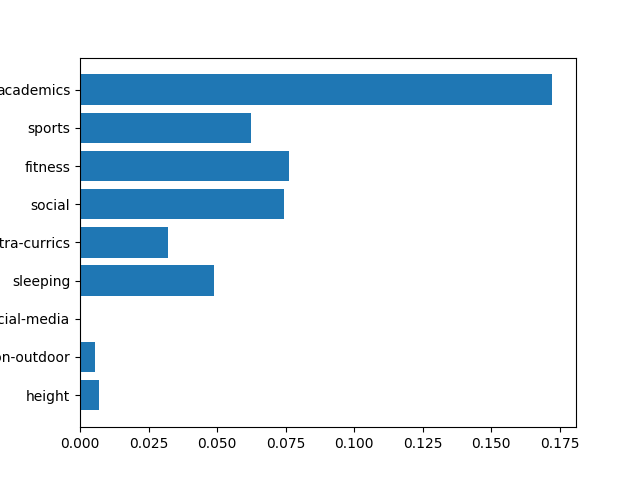 academics
sports
fitness
social
tra-currics
sleeping
cial-media
on-outdoor
height
0.000 0.025 0.050 0.075 0.100 0.125 0.150 0.175